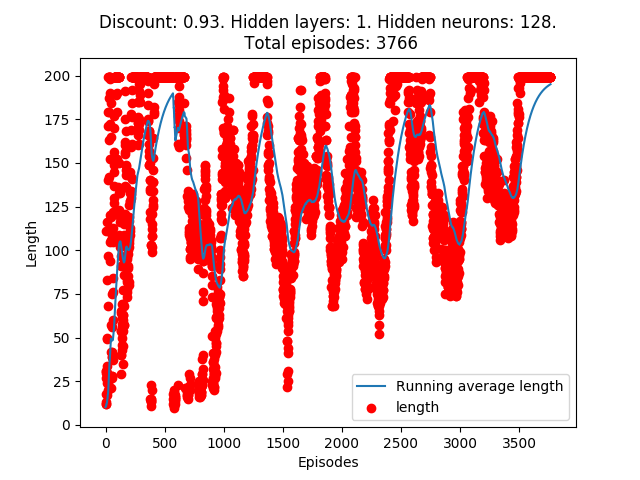 Discount: 0.93. Hidden layers: 1. Hidden neurons: 128.
Total episodes: 3766
200
175
150
125
100
75
50
25
0
Length
Running average length
length
0 500 1000 1500 2000 2500 3000 3500
Episodes